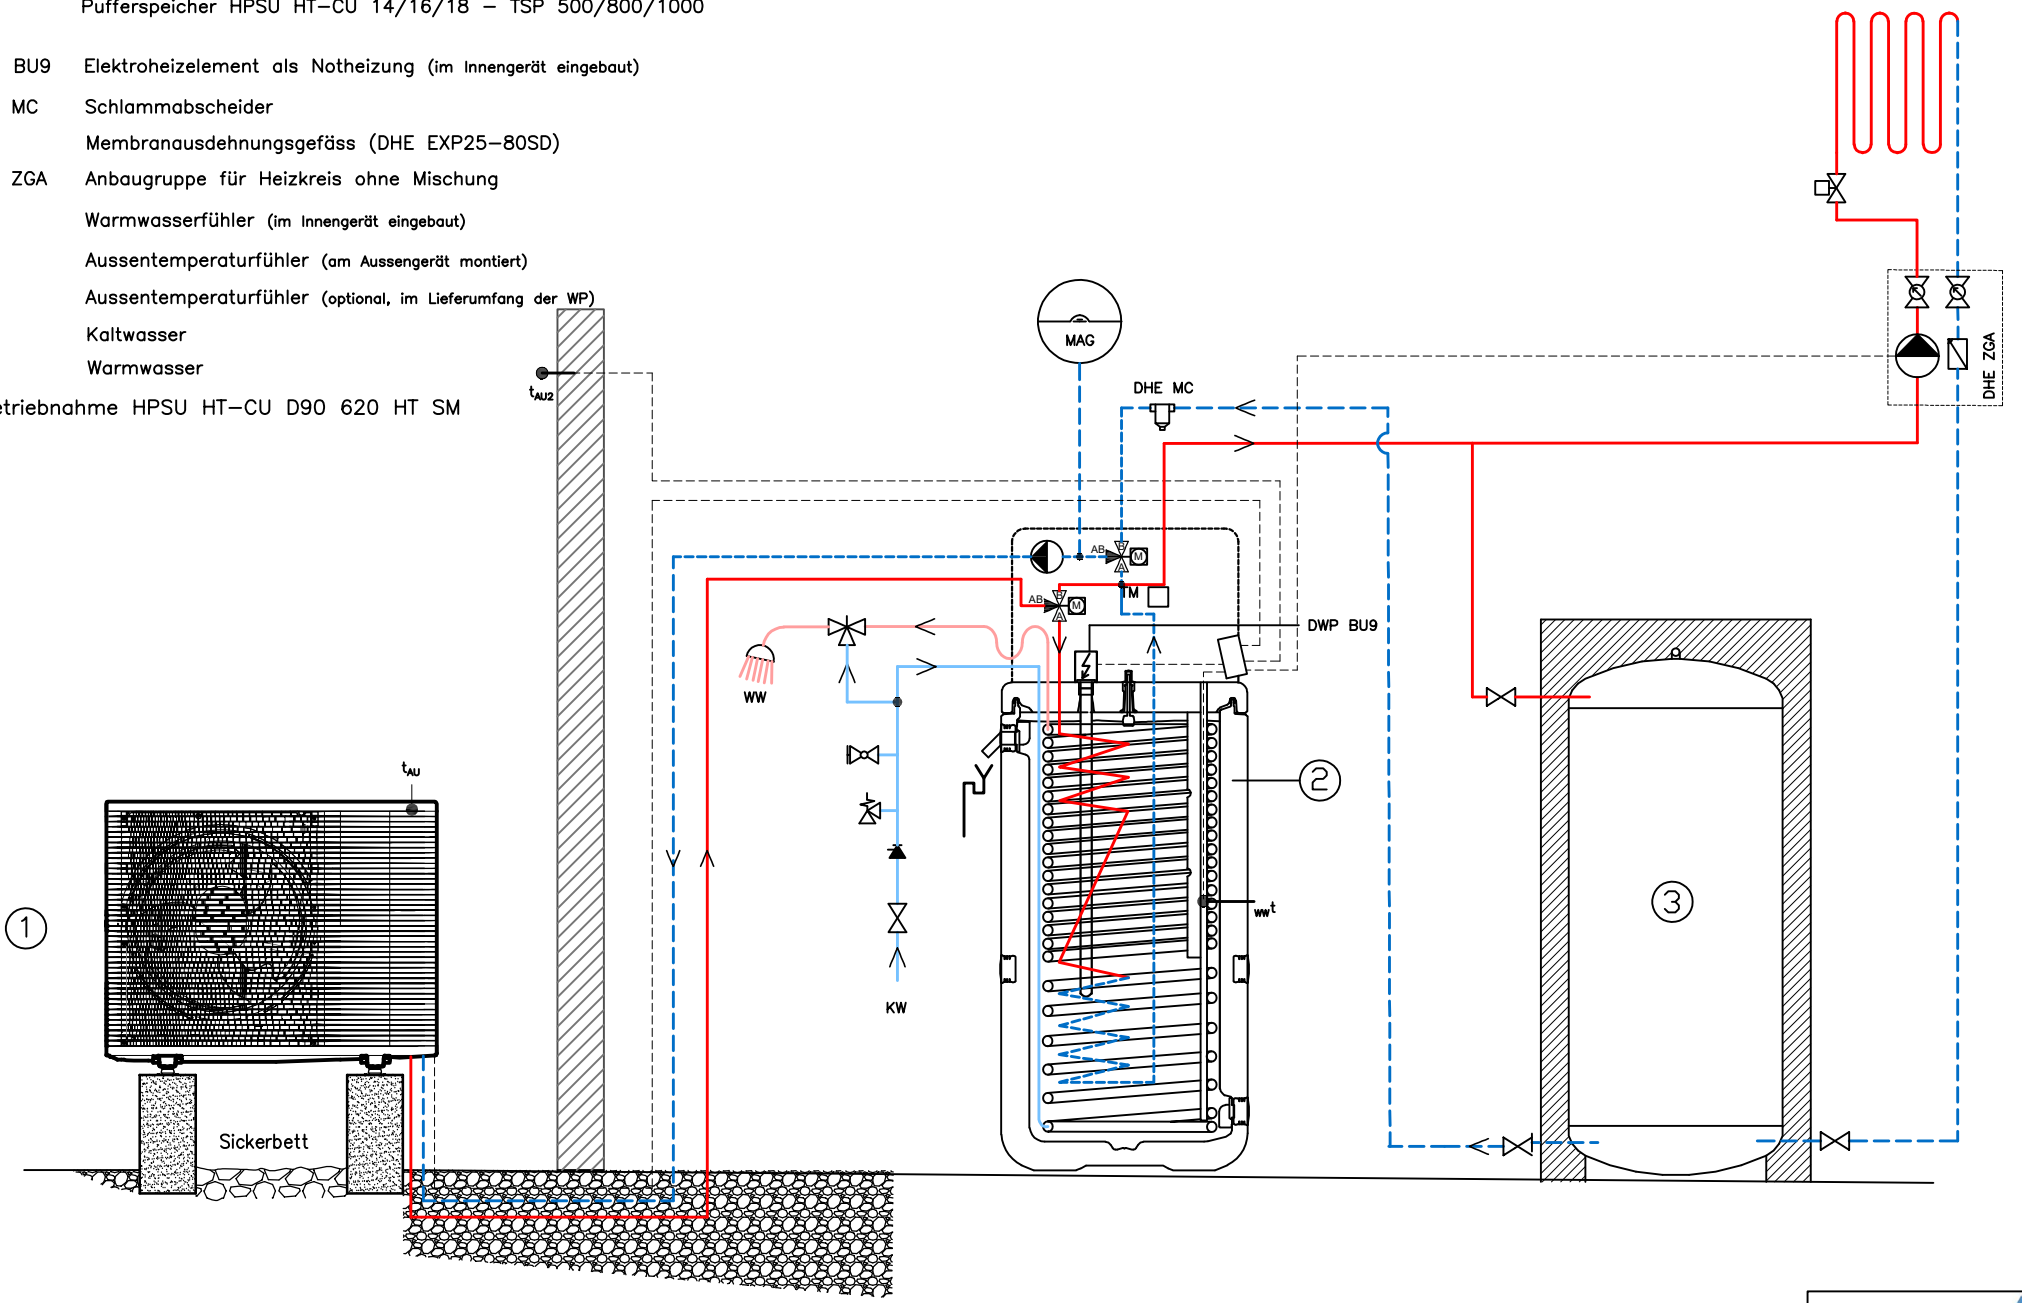 Pufferspeicher HPSU HT-CU 14/16/18 - TSP 500/800/1000
BU9 Elektroheizelement als Notheizung (im Innengerät eingebaut)
MC Schlammabscheider
Membranausdehnungsgefäss (DHE EXP25-80SD)
ZGA Anbaugruppe für Heizkreis ohne Mischung
Warmwasserfühler (im Innengerät eingebaut)
Aussentemperaturfühler (am Aussengerät montiert)
Aussentemperaturfühler (optional, im Lieferumfang der WP)
Kaltwasser
Warmwasser
etriebnahme HPSU HT-CU D90 620 HT SM
tAU2
MAG
DHE MC
DHE ZGA
AB B M
A
TM
AB B M
A
DWP BU9
WW
tAU
2
3
1
wwt
KW
Sickerbett